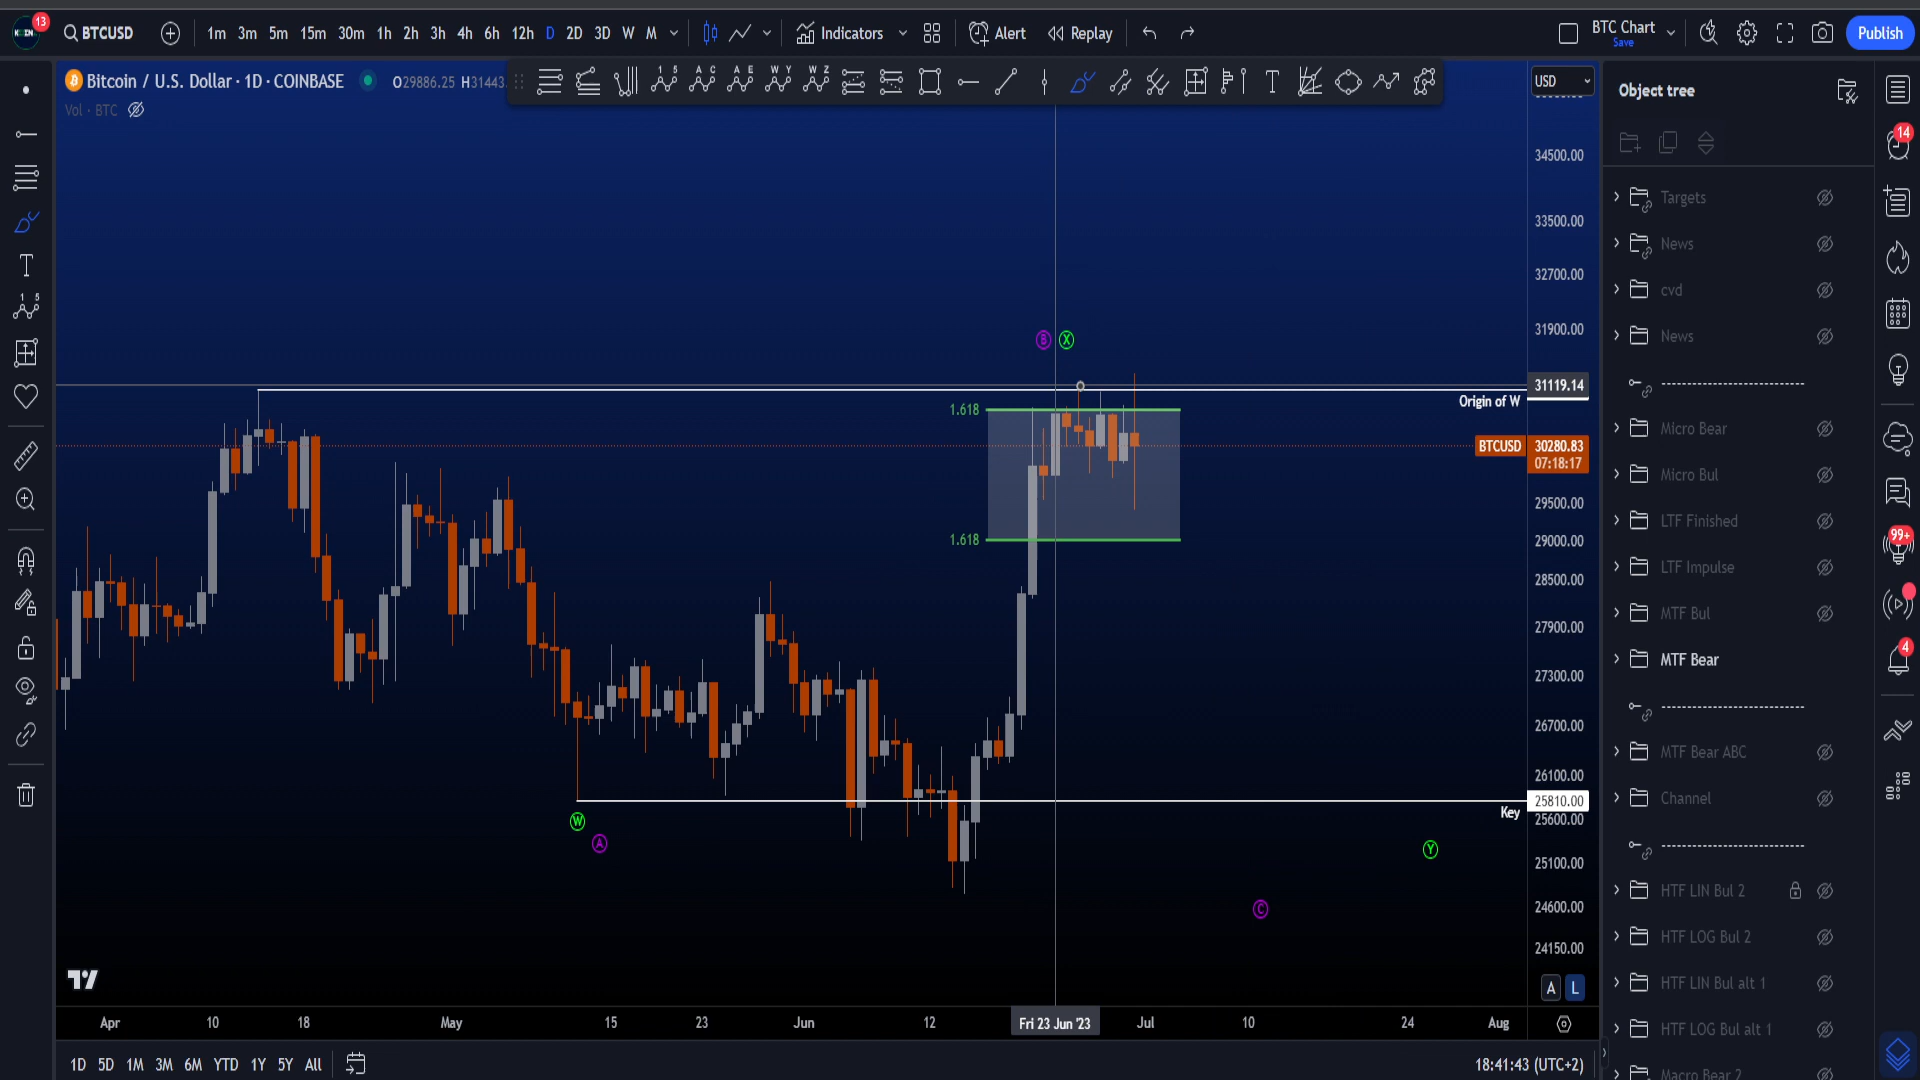 13
BTCUSD
1m 3m 5m 15m 30m 1h 2h 3h 4h 6h 12h D 2D 3D W M
Indicators
Alert
Replay
BTC Chart
Save
Publish
Bitcoin / U.S. Dollar · 1D · COINBASE
O29886.25 H31443.
Vol · BTC
USD
34500.00
33500.00
32700.00
31900.00
31119.14
Origin of W
BTCUSD 30280.83
07:18:17
29500.00
29000.00
28500.00
27900.00
27300.00
26700.00
26100.00
25810.00
Key
25600.00
25100.00
24600.00
24150.00
A L
B X
1.618
1.618
W
A
Y
C
Apr 10 18 May 15 23 Jun 12 Fri 23 Jun '23 Jul 10 24 Aug
1D 5D 1M 3M 6M YTD 1Y 5Y All
18:41:43 (UTC+2)
Object tree
Targets
News
cvd
News
-----------------------
Micro Bear
Micro Bul
LTF Finished
LTF Impulse
MTF Bul
MTF Bear
-----------------------
MTF Bear ABC
Channel
-----------------------
HTF LIN Bul 2
HTF LOG Bul 2
HTF LIN Bul alt 1
HTF LOG Bul alt 1
Macro Bear 2
14
99+
4